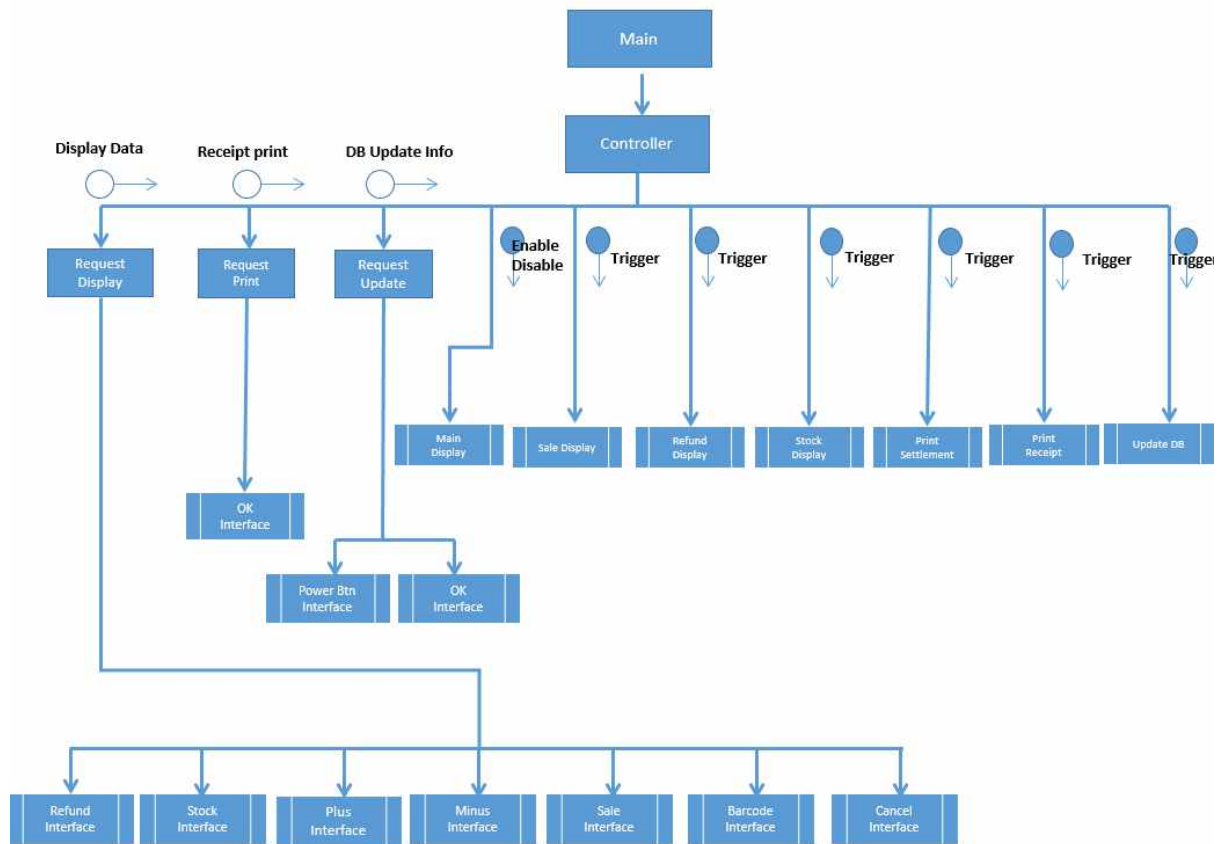 Main
Controller
Display Data
Receipt print
DB Update Info
Request
Display
Request
Print
Request
Update
Enable
Disable
Trigger
Trigger
Trigger
Trigger
Trigger
Trigger
Main
Display
Sale Display
Refund
Display
Stock
Display
Print
Settlement
Print
Receipt
Update DB
OK
Interface
Power Btn
Interface
OK
Interface
Refund
Interface
Stock
Interface
Plus
Interface
Minus
Interface
Sale
Interface
Barcode
Interface
Cancel
Interface